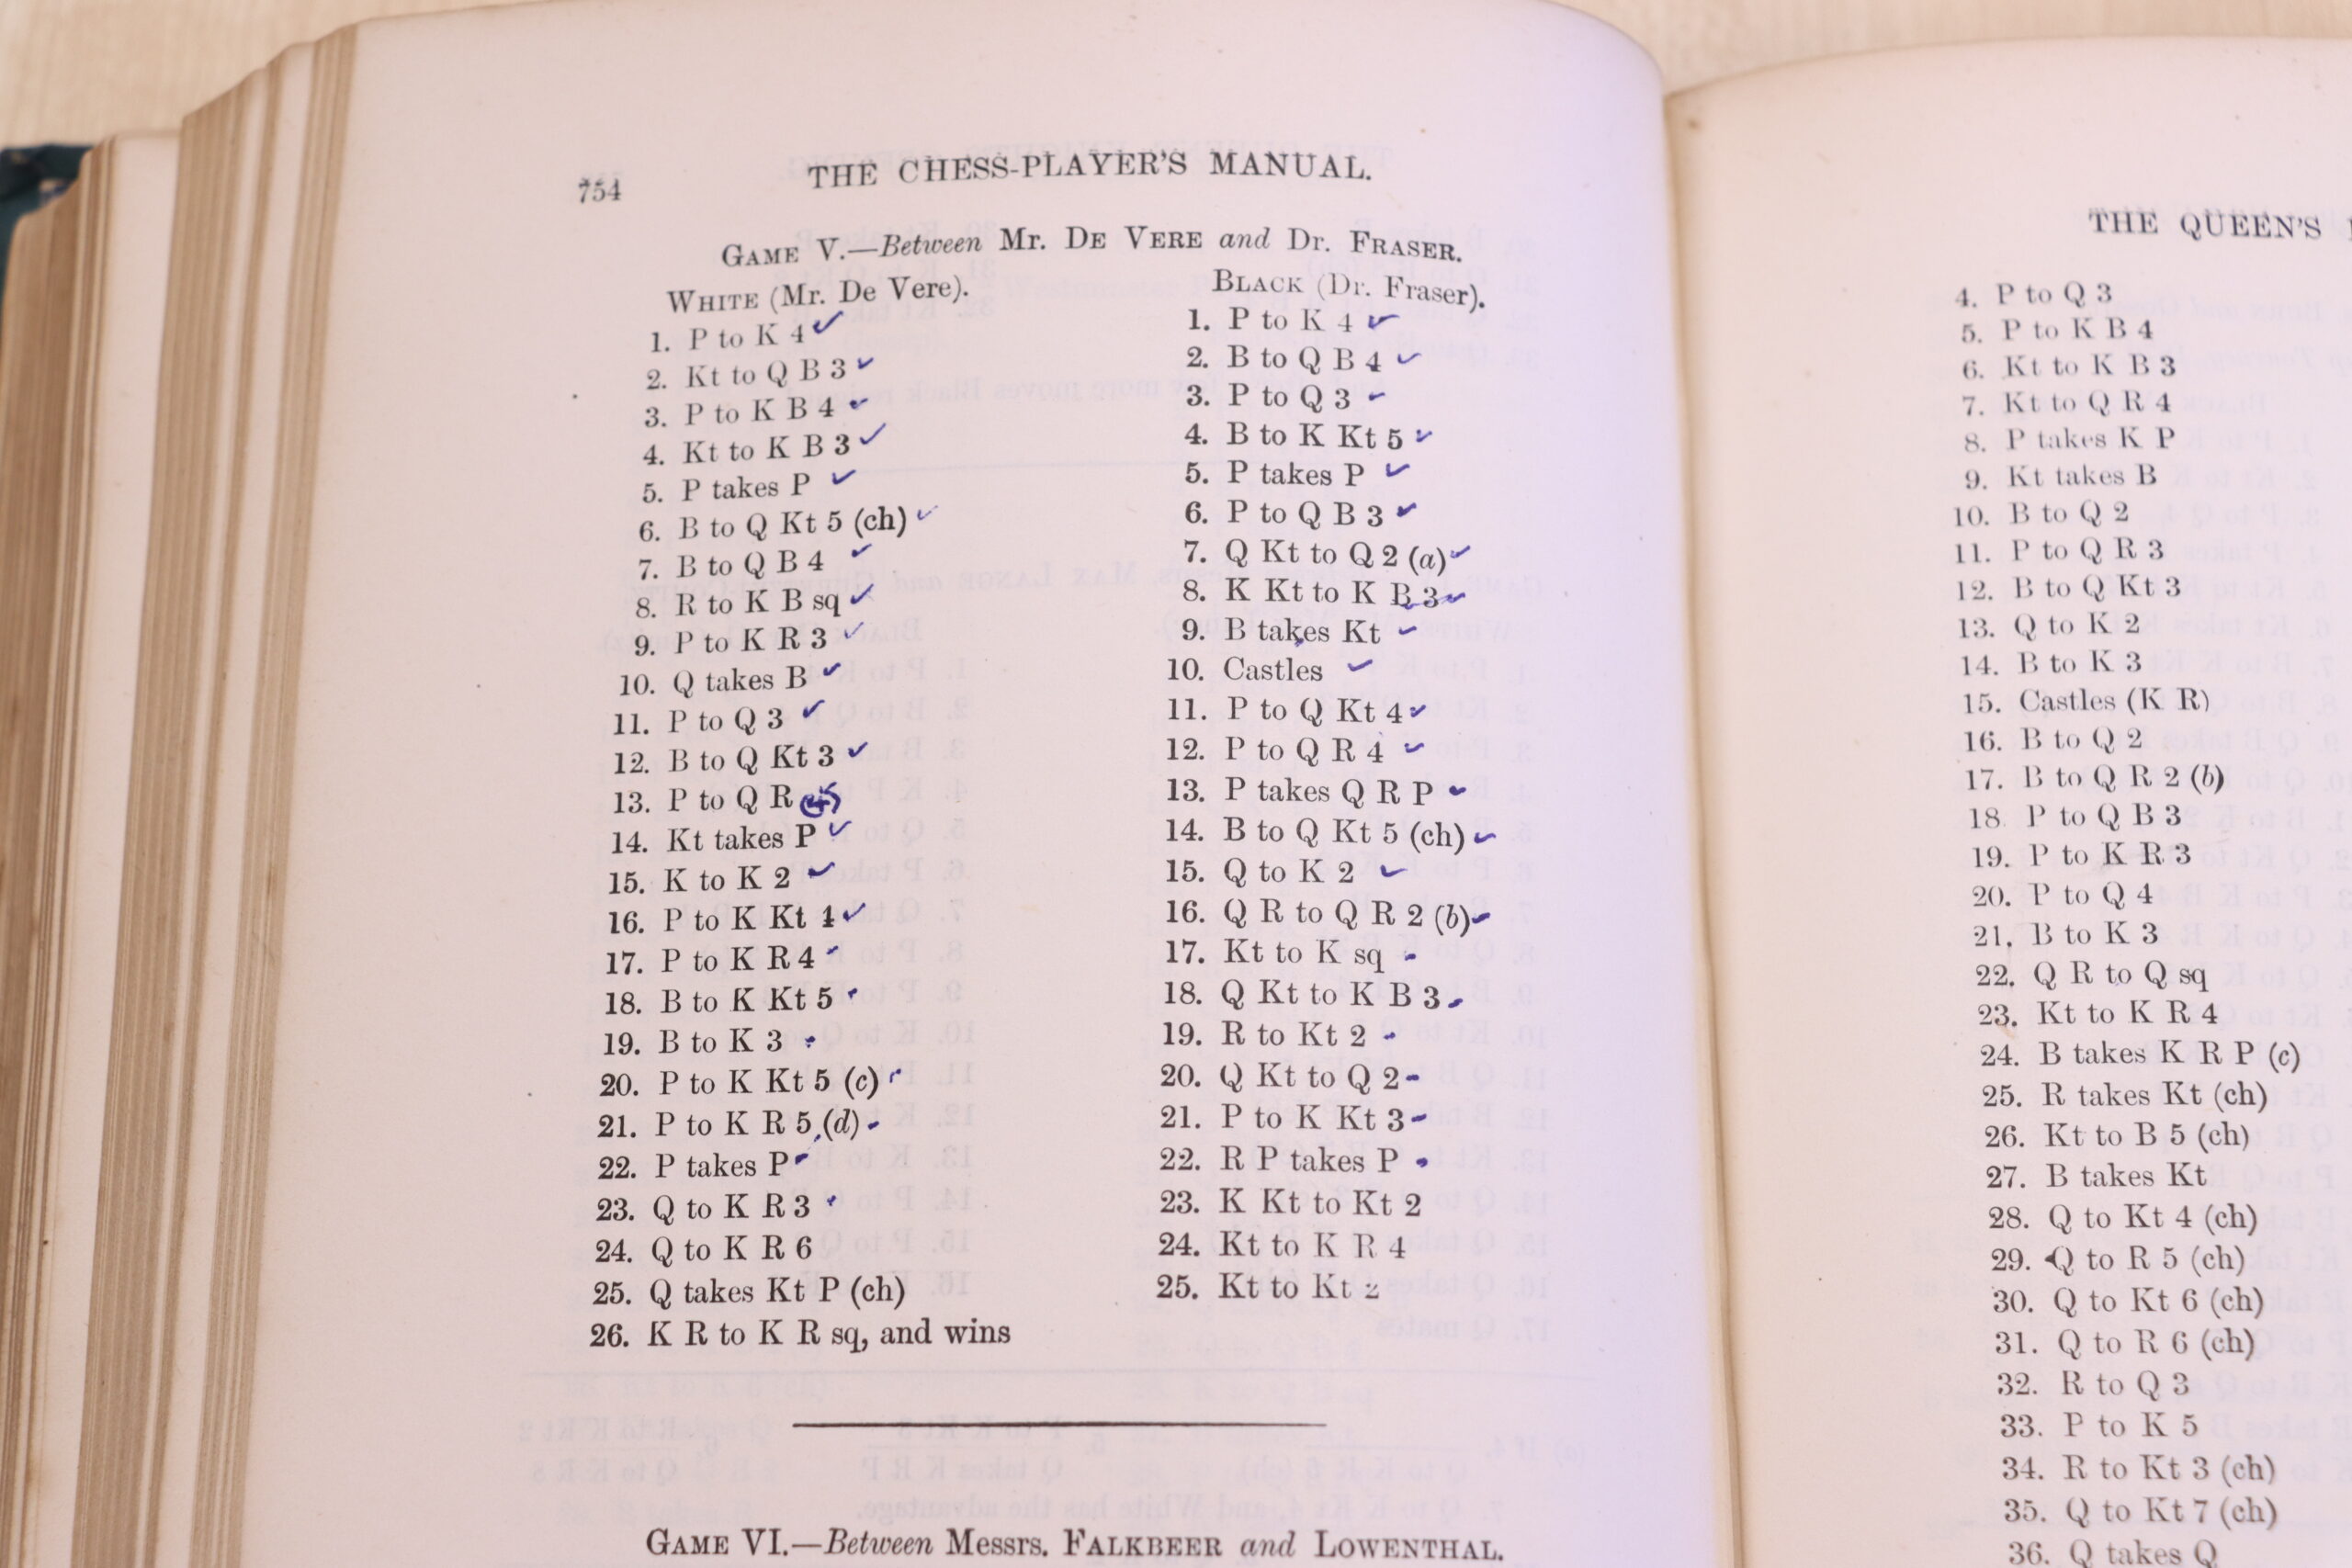 754 THE CHESS-PLAYER'S MANUAL.
GAME V.—Between Mr. DE VERE and Dr. FRASER.
WHITE (Mr. De Vere). BLACK (Dr. Fraser).
1. P to K 4 1. P to K 4
2. Kt to Q B 3 2. B to Q B 4
3. P to K B 4 3. P to Q 3
4. Kt to K B 3 4. B to K Kt 5
5. P takes P 5. P takes P
6. B to Q Kt 5 (ch) 6. P to Q B 3
7. B to Q B 4 7. Q Kt to Q 2 (a)
8. R to K B sq 8. K Kt to K B 3
9. P to K R 3 9. B takes Kt
10. Q takes B 10. Castles
11. P to Q 3 11. P to Q Kt 4
12. B to Q Kt 3 12. P to Q R 4
13. P to Q R 13. P takes Q R P
14. Kt takes P 14. B to Q Kt 5 (ch)
15. K to K 2 15. Q to K 2
16. P to K Kt 4 16. Q R to Q R 2 (b)
17. P to K R 4 17. Kt to K sq
18. B to K Kt 5 18. Q Kt to K B 3
19. B to K 3 19. R to Kt 2
20. P to K Kt 5 (c) 20. Q Kt to Q 2
21. P to K R 5 (d) 21. P to K Kt 3
22. P takes P 22. R P takes P
23. Q to K R 3 23. K Kt to Kt 2
24. Q to K R 6 24. Kt to K R 4
25. Q takes Kt P (ch) 25. Kt to Kt 2
26. K R to K R sq, and wins
GAME VI.—Between Messrs. FALKBEER and LOWENTHAL.
THE QUEEN'S
4. P to Q 3
5. P to K B 4
6. Kt to K B 3
7. Kt to Q R 4
8. P takes K P
9. Kt takes B
10. B to Q 2
11. P to Q R 3
12. B to Q Kt 3
13. Q to K 2
14. B to K 3
15. Castles (K R)
16. B to Q 2
17. B to Q R 2 (b)
18. P to Q B 3
19. P to K R 3
20. P to Q 4
21. B to K 3
22. Q R to Q sq
23. Kt to K R 4
24. B takes K R P (c)
25. R takes Kt (ch)
26. Kt to B 5 (ch)
27. B takes Kt
28. Q to Kt 4 (ch)
29. Q to R 5 (ch)
30. Q to Kt 6 (ch)
31. Q to R 6 (ch)
32. R to Q 3
33. P to K 5
34. R to Kt 3 (ch)
35. Q to Kt 7 (ch)
36. Q takes Q